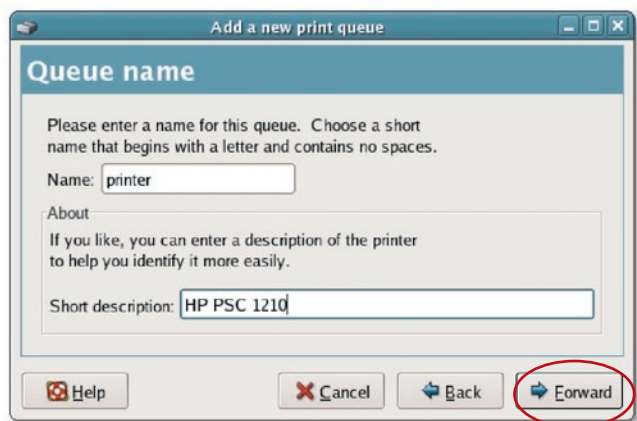 Add a new print queue
Queue name
Please enter a name for this queue. Choose a short
name that begins with a letter and contains no spaces.
Name: printer
About
If you like, you can enter a description of the printer
to help you identify it more easily.
Short description: HP PSC 1210
Help Cancel Back Forward